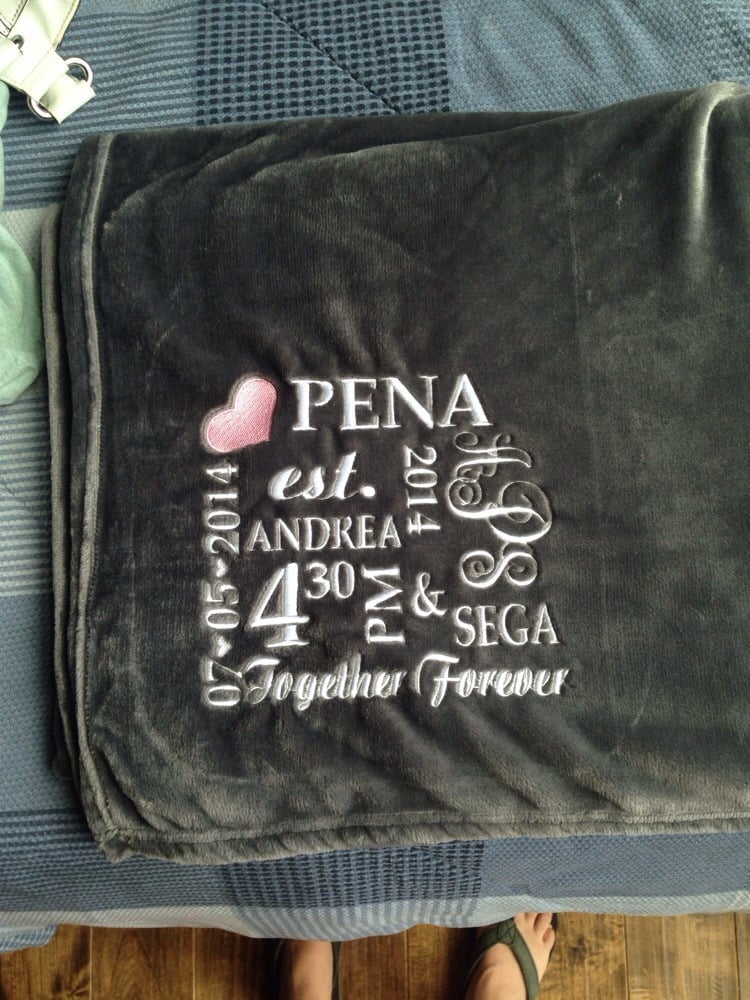 PENA
est.
2014
ANDREA
4 30 PM
&
SEGA
Together Forever
07 05 2014